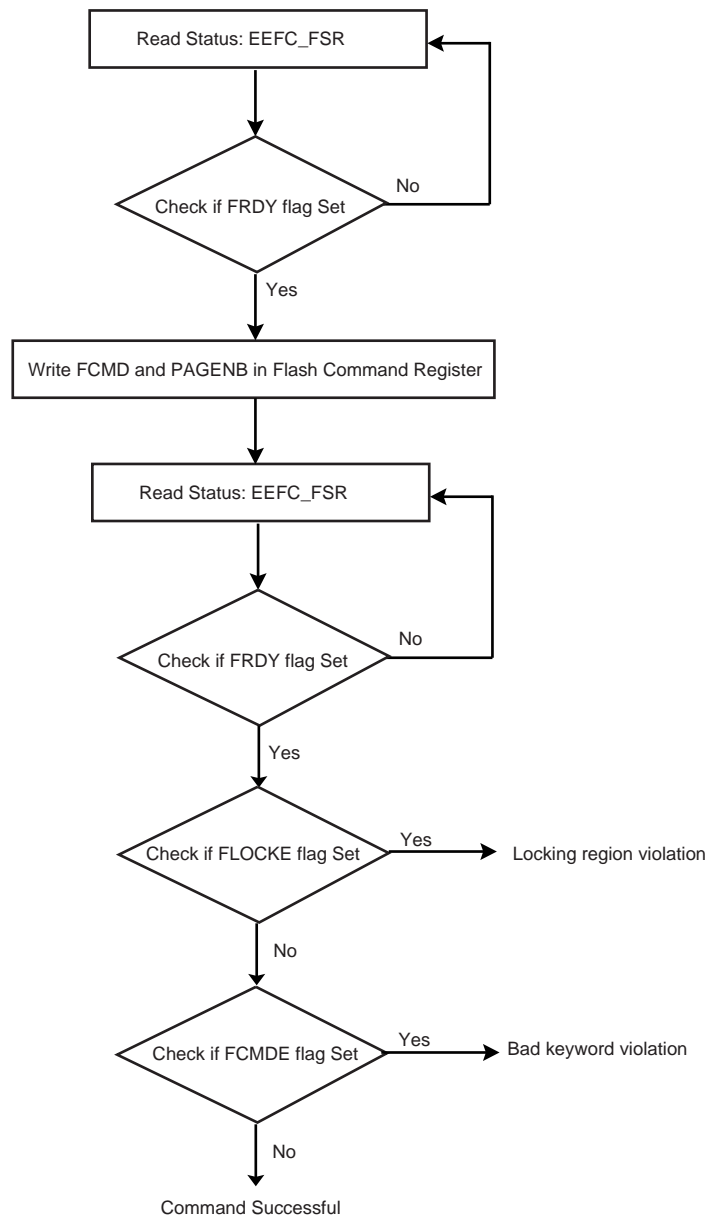 Read Status: EEFC_FSR
Check if FRDY flag Set
No
Yes
Write FCMD and PAGENB in Flash Command Register
Read Status: EEFC_FSR
Check if FRDY flag Set
No
Yes
Check if FLOCKE flag Set
Yes
Locking region violation
No
Check if FCMDE flag Set
Yes
Bad keyword violation
No
Command Successful